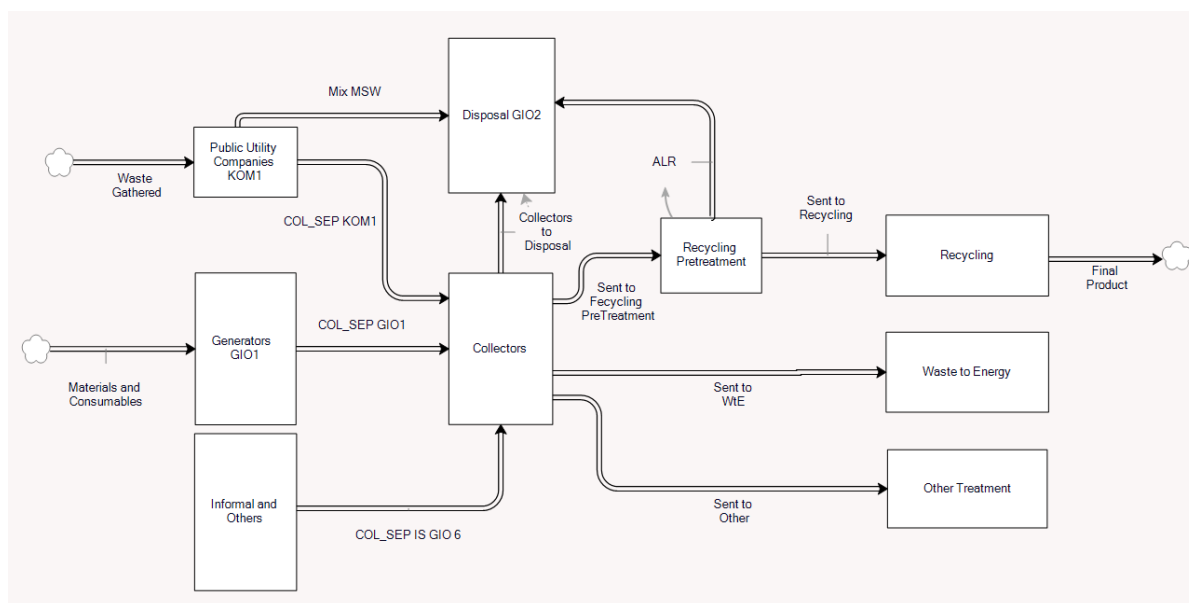 Mix MSW
Disposal GIO2
Public Utility
Companies
KOM1
Waste
Gathered
ALR
COL_SEP KOM1
Collectors
to
Disposal
Sent to
Recycling
Recycling
Pretreatment
Recycling
Final
Product
Sent to
Fecycling
PreTreatment
COL_SEP GIO1
Generators
GIO1
Collectors
Materials and
Consumables
Waste to Energy
Sent to
WtE
Informal and
Others
Other Treatment
Sent to
Other
COL_SEP IS GIO 6